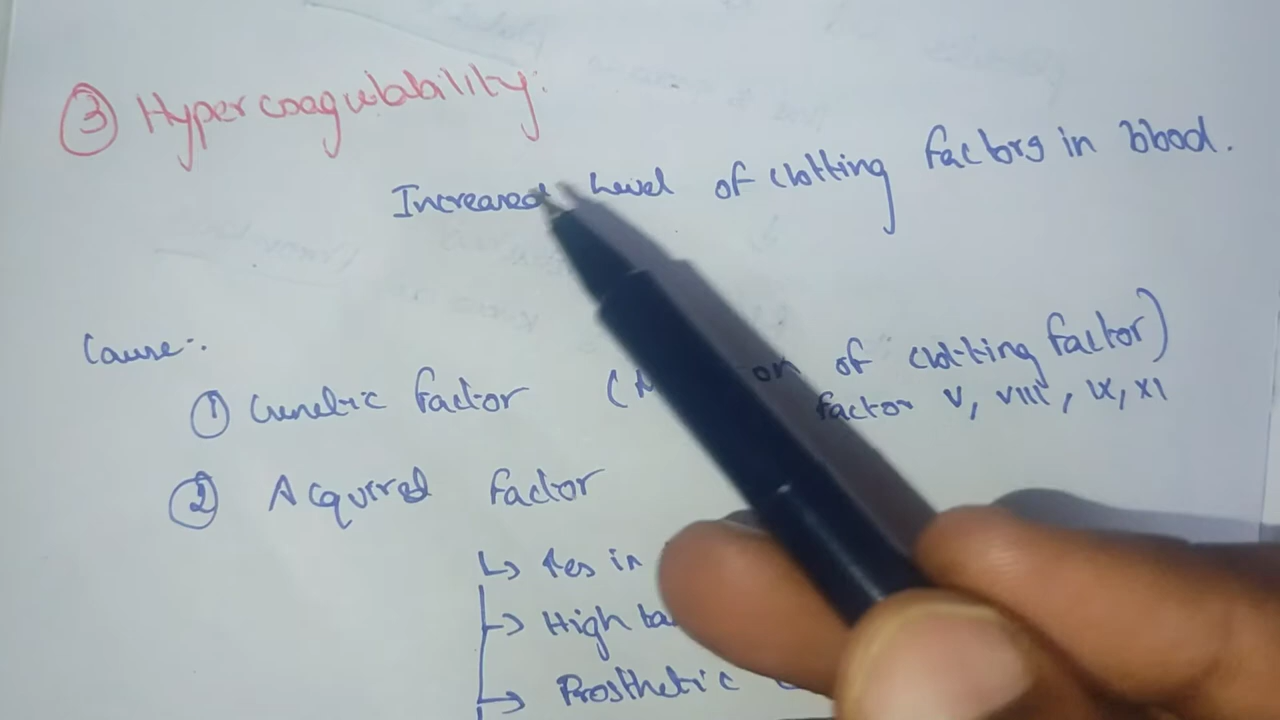 ③ Hypercoagulability:
Increased level of clotting factors in blood.
Cause:-
① Genetic factor ( on of clotting factor)
factor V, VIII, IX, XI
② Acquired factor
↳ in
→ High
→ Prosthetic